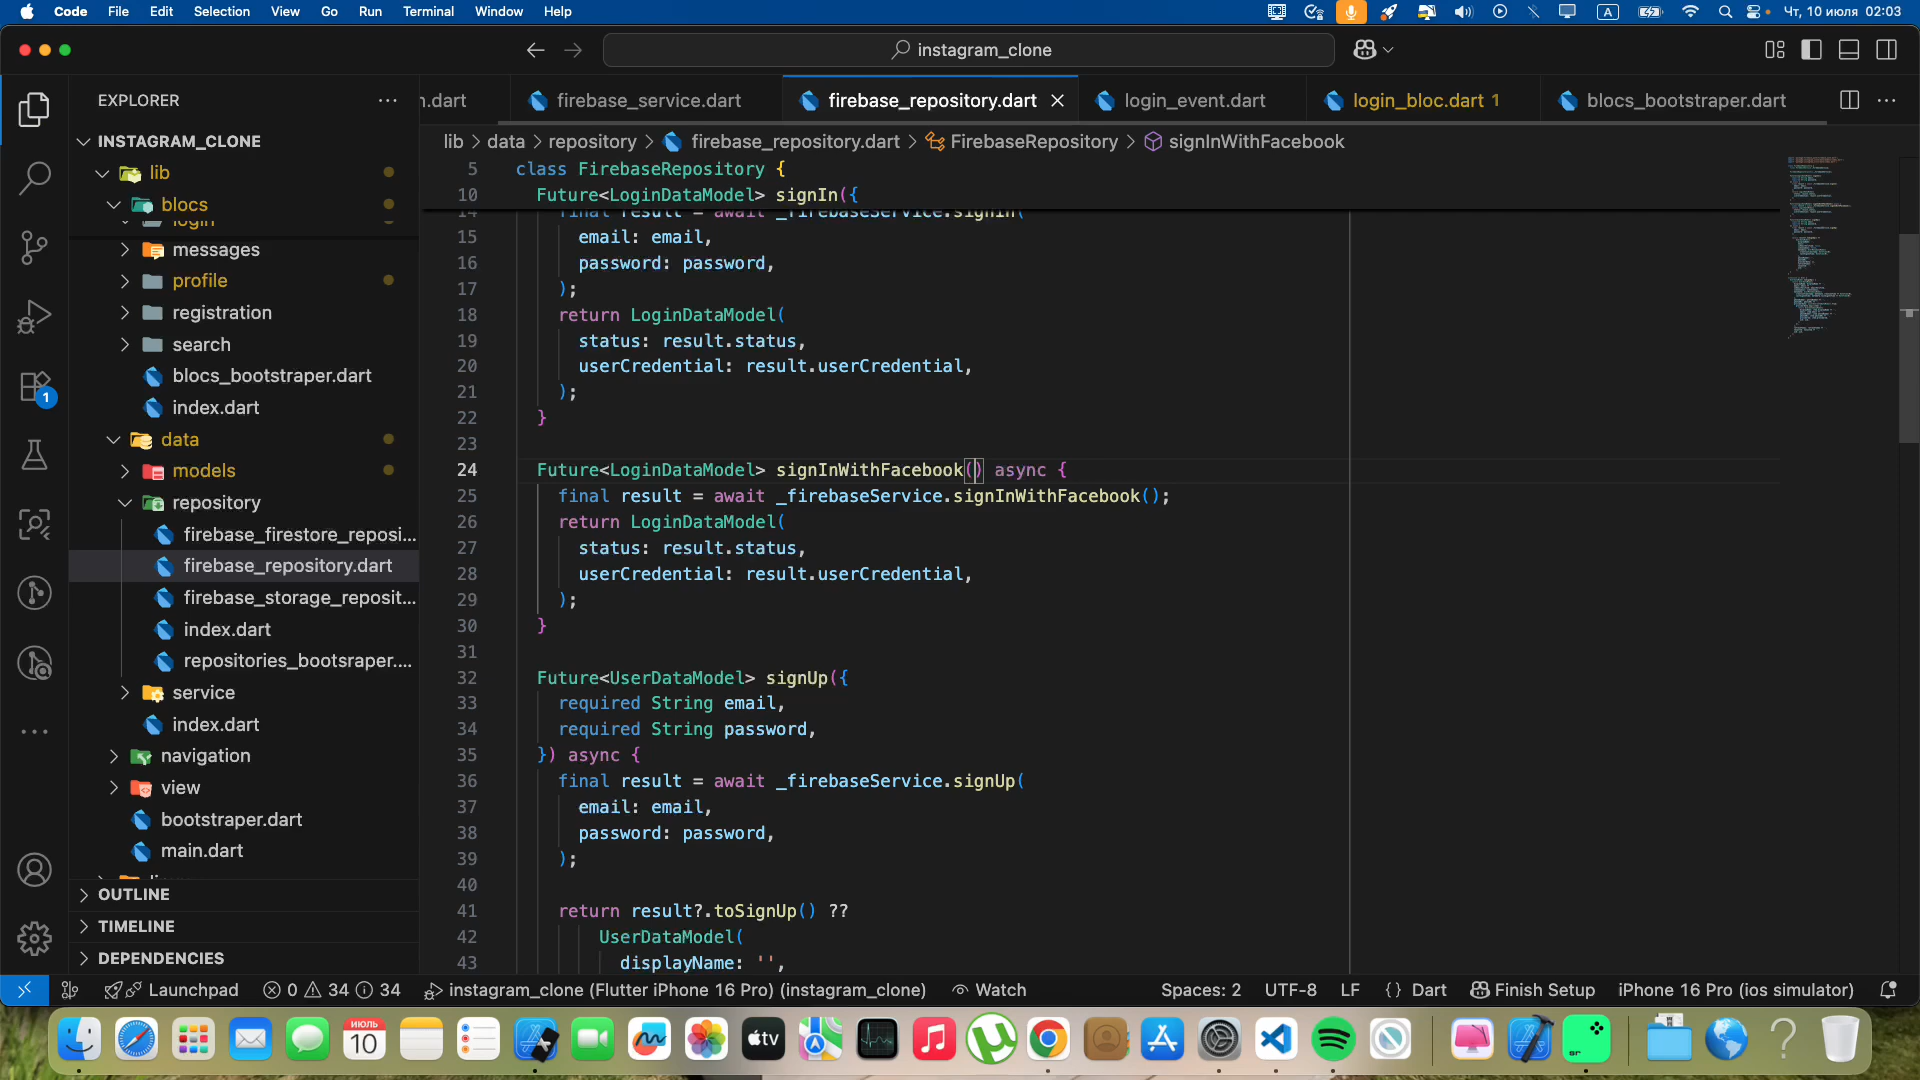 Code File Edit Selection View Go Run Terminal Window Help
A
Чт, 10 июля 02:03
instagram_clone
EXPLORER
INSTAGRAM_CLONE
lib
blocs
login
messages
profile
registration
search
blocs_bootstraper.dart
index.dart
data
models
repository
firebase_firestore_reposi...
firebase_repository.dart
firebase_storage_reposit...
index.dart
repositories_bootsraper....
service
index.dart
navigation
view
bootstraper.dart
main.dart
OUTLINE
TIMELINE
DEPENDENCIES
1
n.dart firebase_service.dart firebase_repository.dart login_event.dart login_bloc.dart 1 blocs_bootstraper.dart
lib > data > repository > firebase_repository.dart > FirebaseRepository > signInWithFacebook
5 class FirebaseRepository {
10 Future<LoginDataModel> signIn({
14 final result = await _firebaseService.signIn(
15 email: email,
16 password: password,
17 );
18 return LoginDataModel(
19 status: result.status,
20 userCredential: result.userCredential,
21 );
22 }
23
24 Future<LoginDataModel> signInWithFacebook() async {
25 final result = await _firebaseService.signInWithFacebook();
26 return LoginDataModel(
27 status: result.status,
28 userCredential: result.userCredential,
29 );
30 }
31
32 Future<UserDataModel> signUp({
33 required String email,
34 required String password,
35 }) async {
36 final result = await _firebaseService.signUp(
37 email: email,
38 password: password,
39 );
40
41 return result?.toSignUp() ??
42 UserDataModel(
43 displayName: '',
Launchpad 0 34 34 instagram_clone (Flutter iPhone 16 Pro) (instagram_clone) Watch Spaces: 2 UTF-8 LF {} Dart Finish Setup iPhone 16 Pro (ios simulator)
ИЮЛЬ
10
tv